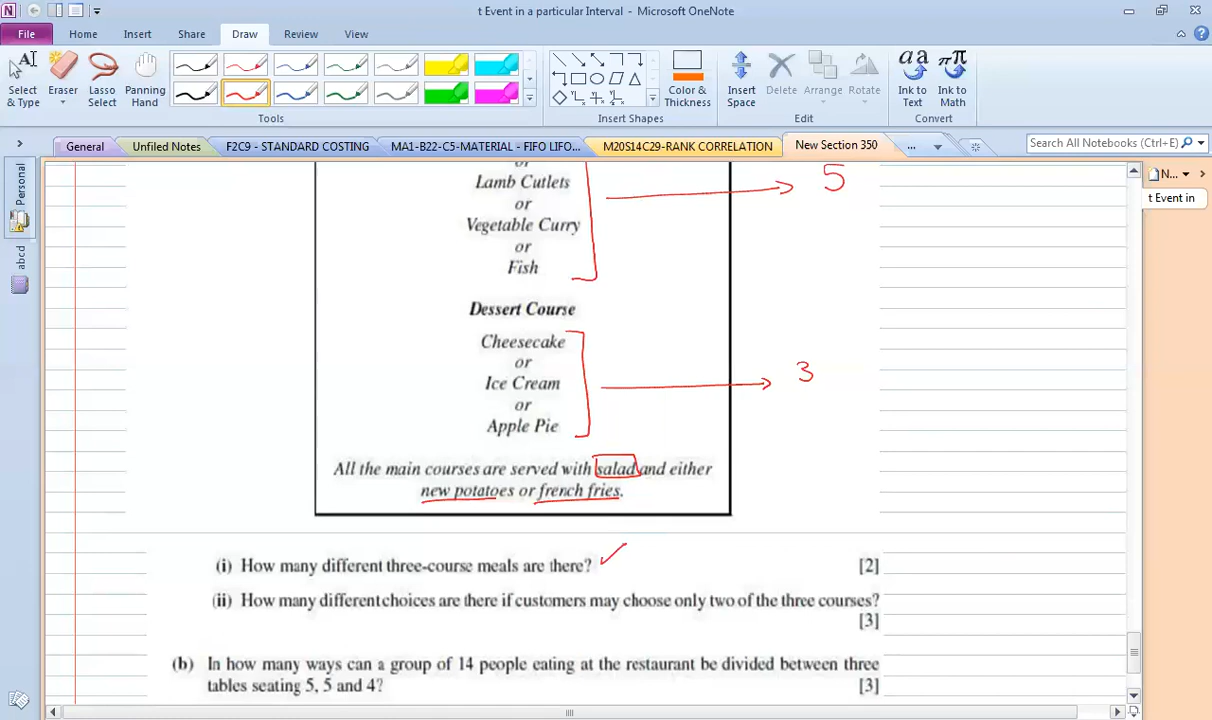 t Event in a particular Interval - Microsoft OneNote
File Home Insert Share Draw Review View
Select & Type
Eraser
Lasso Select
Panning Hand
Color & Thickness
Insert Space
Delete
Arrange
Rotate
Ink to Text
Ink to Math
Tools
Insert Shapes
Edit
Convert
General
Unfiled Notes
F2C9 - STANDARD COSTING
MA1-B22-C5-MATERIAL - FIFO LIFO...
M20S14C29-RANK CORRELATION
New Section 350
...
Search All Notebooks (Ctrl+E)
Personal
abcd
N...
t Event in
or
Lamb Cutlets
5
or
Vegetable Curry
or
Fish
Dessert Course
Cheesecake
or
3
Ice Cream
or
Apple Pie
All the main courses are served with salad and either
new potatoes or french fries.
(i) How many different three-course meals are there? [2]
(ii) How many different choices are there if customers may choose only two of the three courses?
[3]
(b) In how many ways can a group of 14 people eating at the restaurant be divided between three
tables seating 5, 5 and 4? [3]